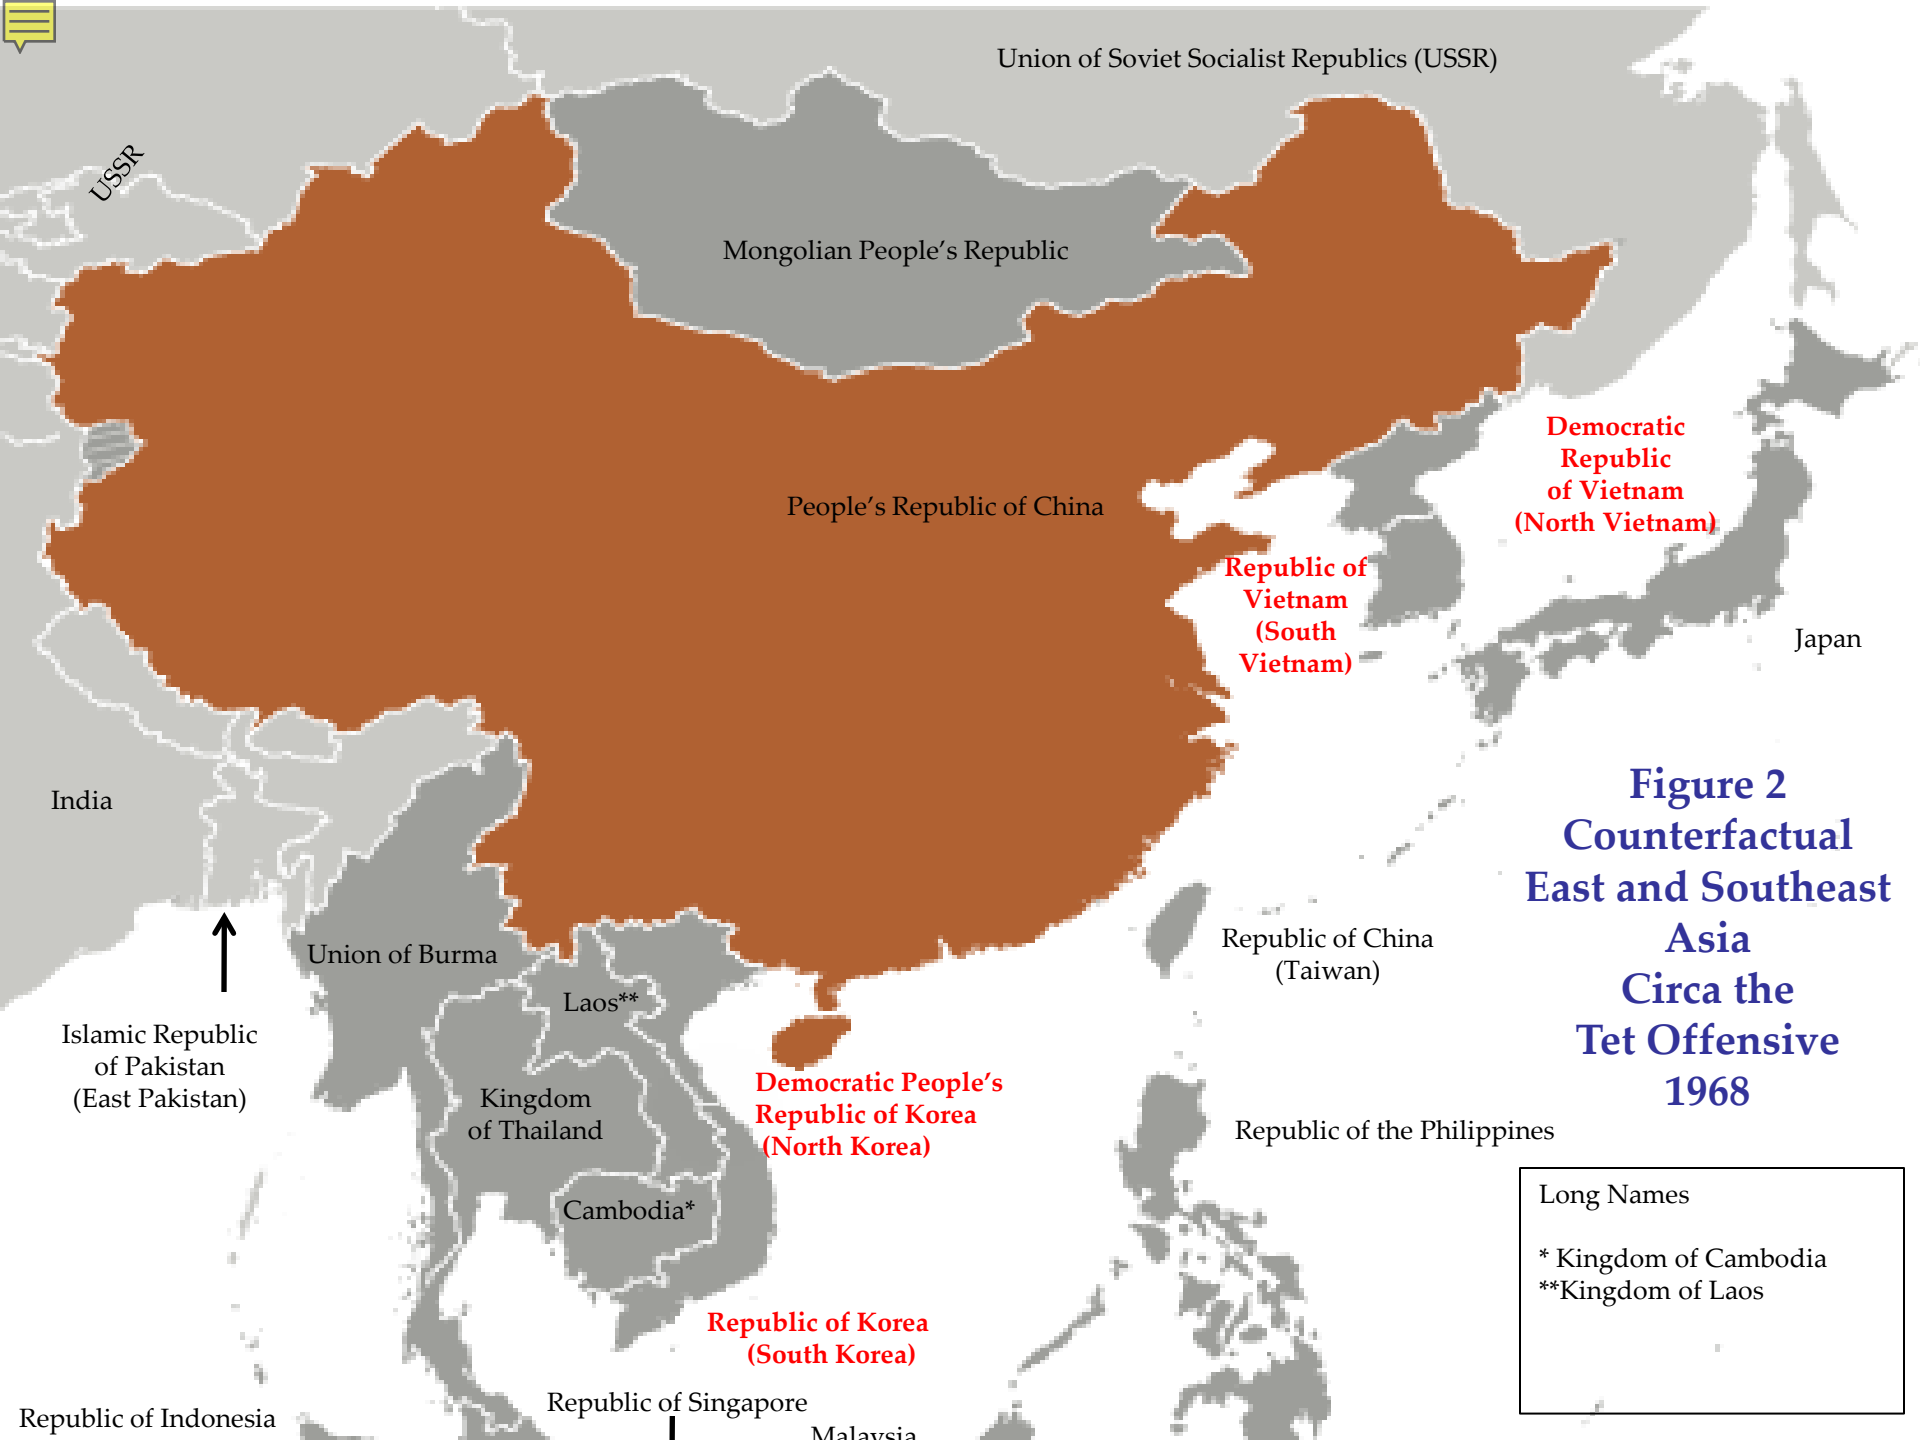 Union of Soviet Socialist Republics (USSR)
USSR
Mongolian People's Republic
People's Republic of China
Democratic
Republic
of Vietnam
(North Vietnam)
Republic of
Vietnam
(South
Vietnam)
Japan
India
Figure 2
Counterfactual
East and Southeast
Asia
Circa the
Tet Offensive
1968
Union of Burma
Republic of China
(Taiwan)
Laos**
Islamic Republic
of Pakistan
(East Pakistan)
Kingdom
of Thailand
Democratic People's
Republic of Korea
(North Korea)
Republic of the Philippines
Cambodia*
Long Names
* Kingdom of Cambodia
**Kingdom of Laos
Republic of Korea
(South Korea)
Republic of Singapore
Republic of Indonesia
Malaysia